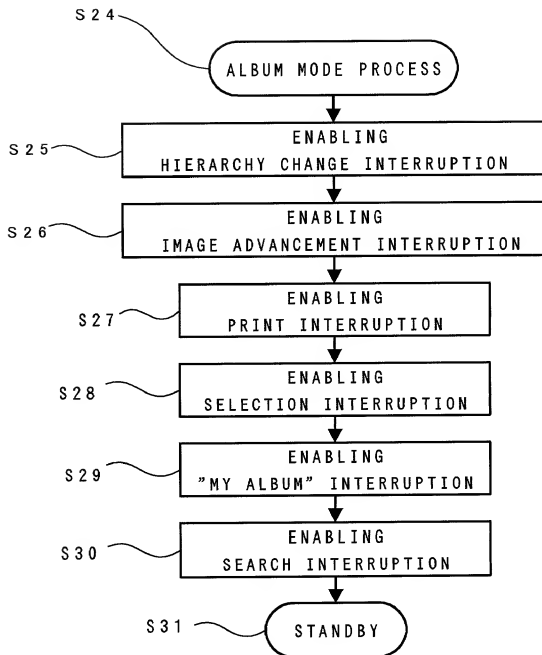 S24
ALBUM MODE PROCESS
S25
ENABLING
HIERARCHY CHANGE INTERRUPTION
S26
ENABLING
IMAGE ADVANCEMENT INTERRUPTION
S27
ENABLING
PRINT INTERRUPTION
S28
ENABLING
SELECTION INTERRUPTION
S29
ENABLING
"MY ALBUM" INTERRUPTION
S30
ENABLING
SEARCH INTERRUPTION
S31
STANDBY